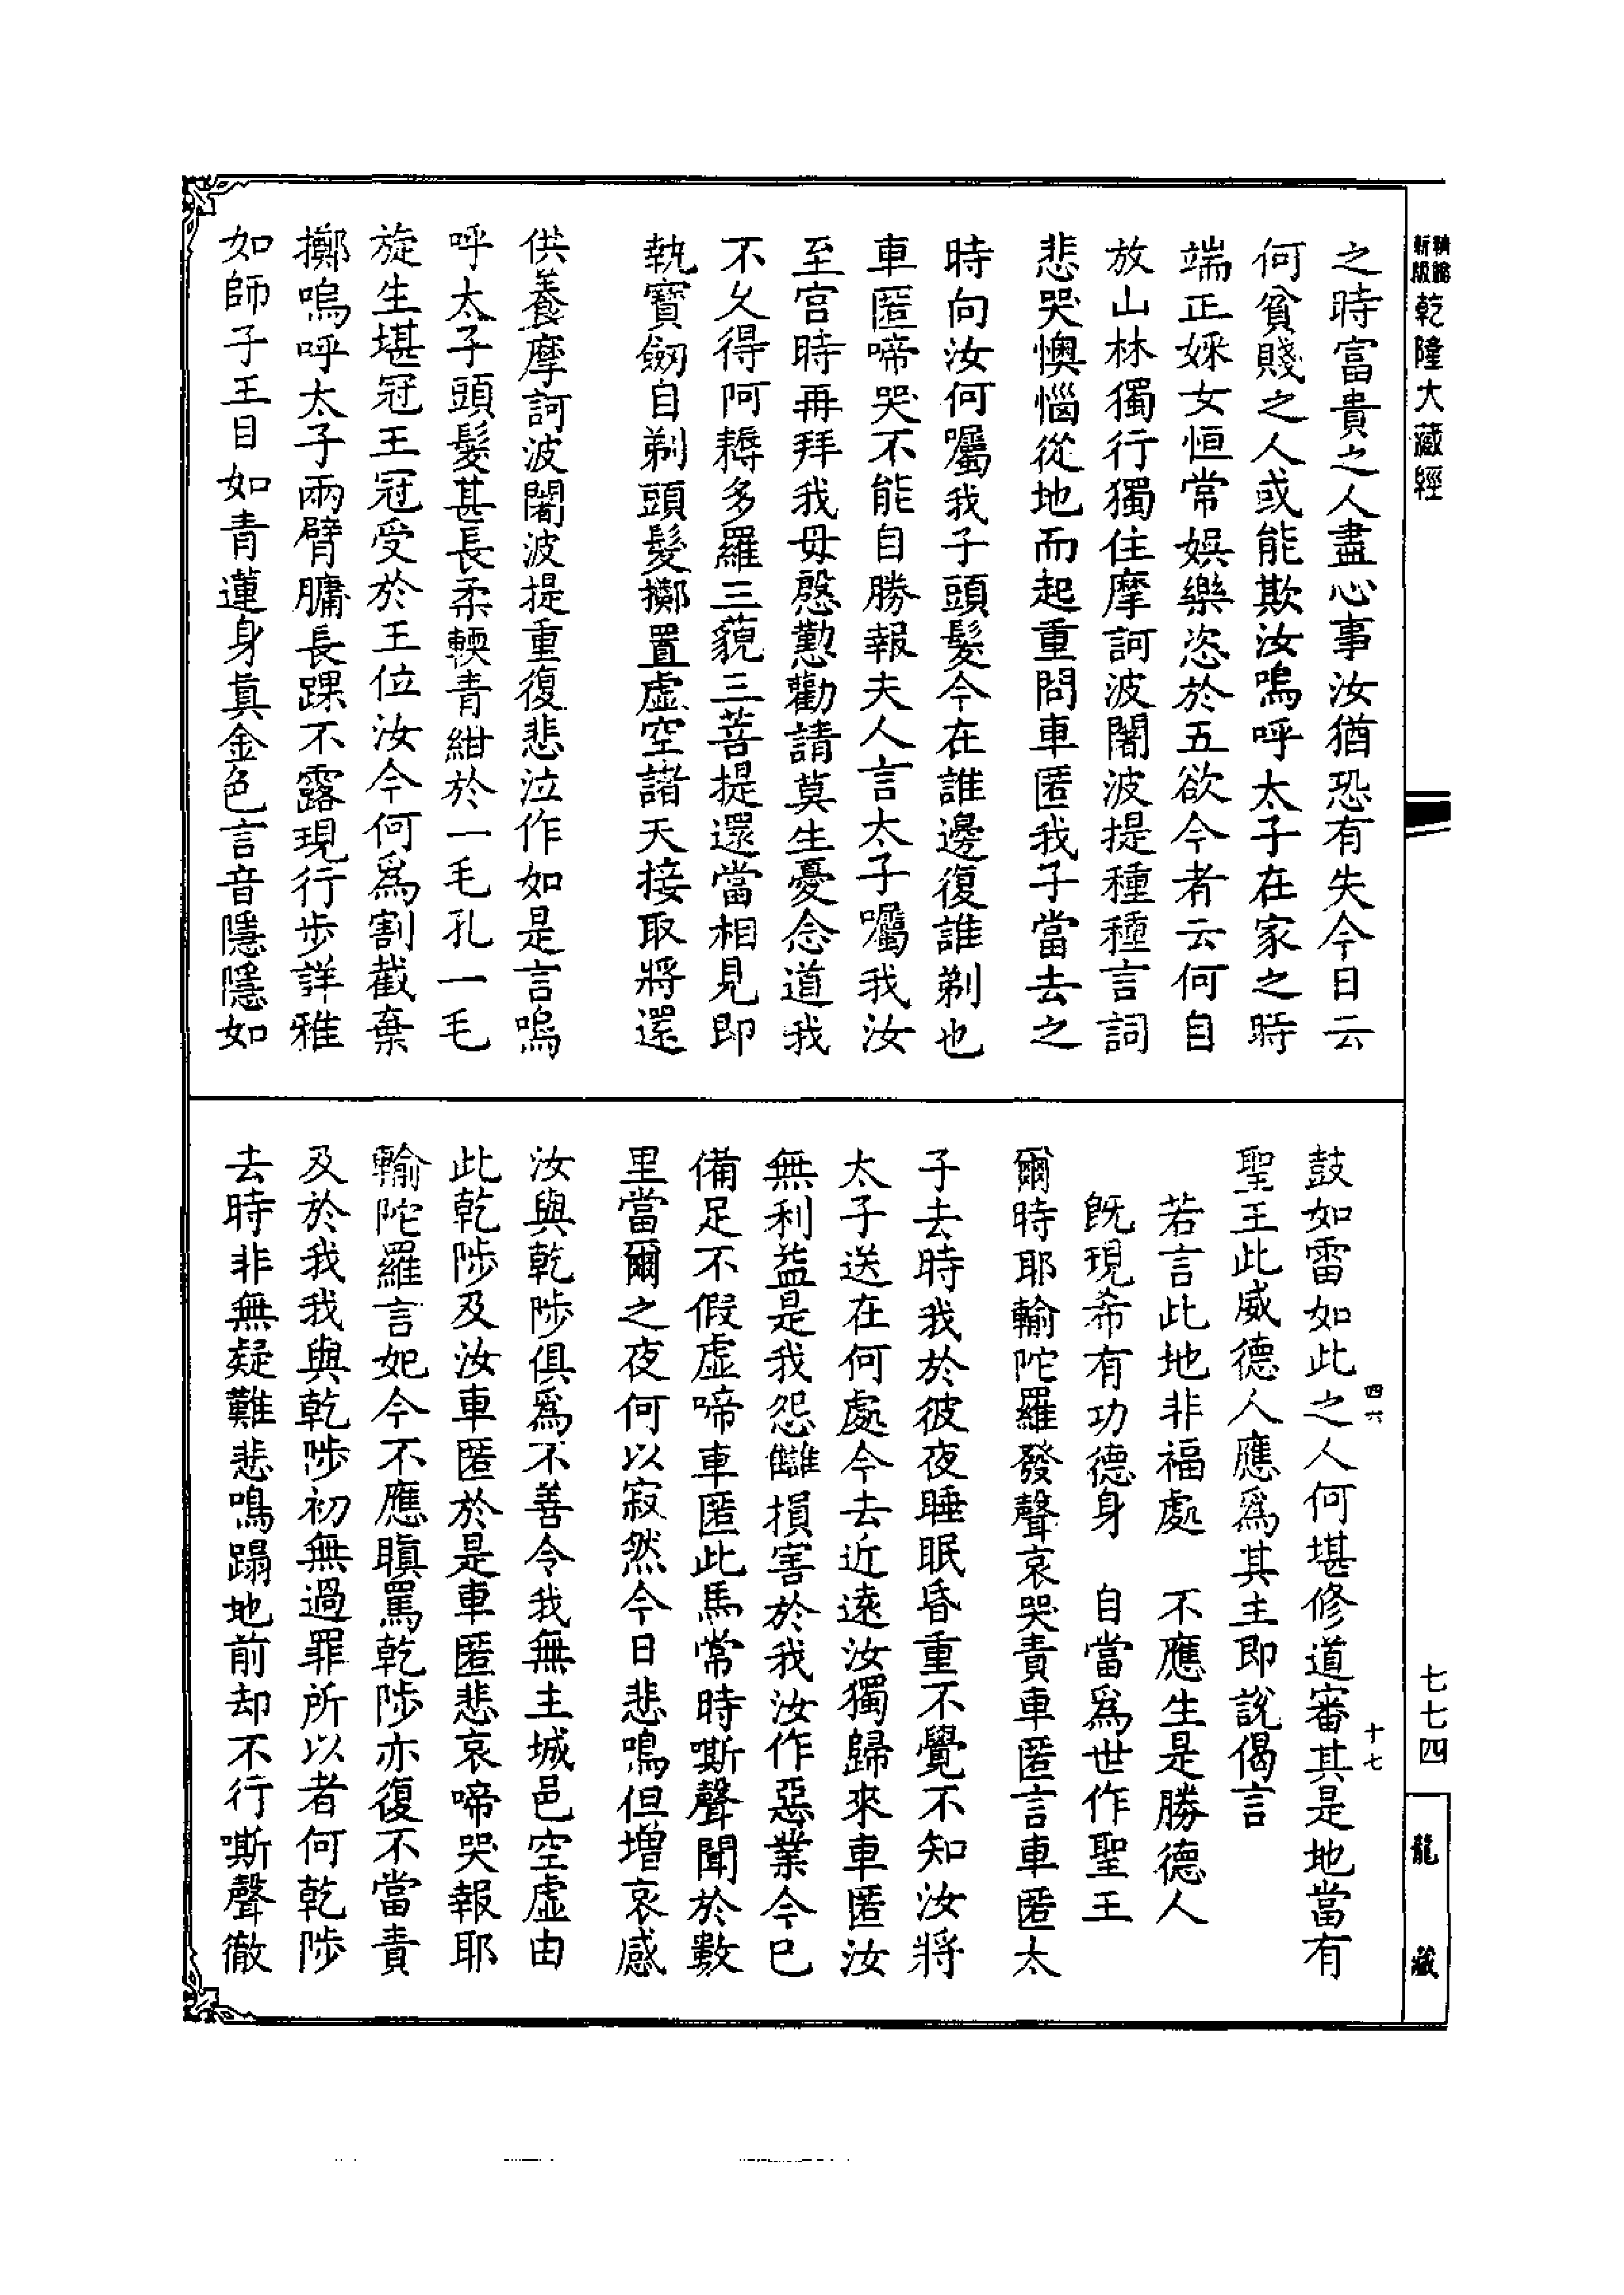 精縮
新版
乾隆大藏經
之時富貴之人盡心事汝猶恐有失今日云
何貧賤之人或能欺汝嗚呼太子在家之時
端正婇女恒常娛樂恣於五欲今者云何自
放山林獨行獨住摩訶波闍波提種種言詞
悲哭懊惱從地而起重問車匿我子當去之
時向汝何囑我子頭髮今在誰邊復誰剃也
車匿啼哭不能自勝報夫人言太子囑我汝
至宮時再拜我母慇懃勸請莫生憂念道我
不久得阿耨多羅三藐三菩提還當相見即
執寶劒自剃頭髮擲置虛空諸天接取將還
供養摩訶波闍波提重復悲泣作如是言嗚
呼太子頭髮甚長柔輭青紺於一毛孔一毛
旋生堪冠王冠受於王位汝今何爲割截棄
擲嗚呼太子兩臂𦟛長踝不露現行步詳雅
如師子王目如青蓮身真金色言音隱隱如
鼓如雷如此之人何堪修道審其是地當有
聖王此威德人應爲其主即說偈言
若言此地非福處　不應生是勝德人
既現希有功德身　自當爲世作聖王
爾時耶輸陀羅發聲哀哭責車匿言車匿太
子去時我於彼夜睡眠昏重不覺不知汝將
太子送在何處今去近遠汝獨歸來車匿汝
無利益是我怨讎損害於我汝作惡業今已
備足不假虛啼車匿此馬常時嘶聲聞於數
里當爾之夜何以寂然今日悲鳴但增哀感
汝與乾陟俱爲不善令我無主城邑空虛由
此乾陟及汝車匿於是車匿悲哀啼哭報耶
輸陀羅言妃今不應瞋罵乾陟亦復不當責
及於我我與乾陟初無過罪所以者何乾陟
去時非無疑難悲鳴蹋地前却不行嘶聲徹
四六
十七
七七四
龍藏